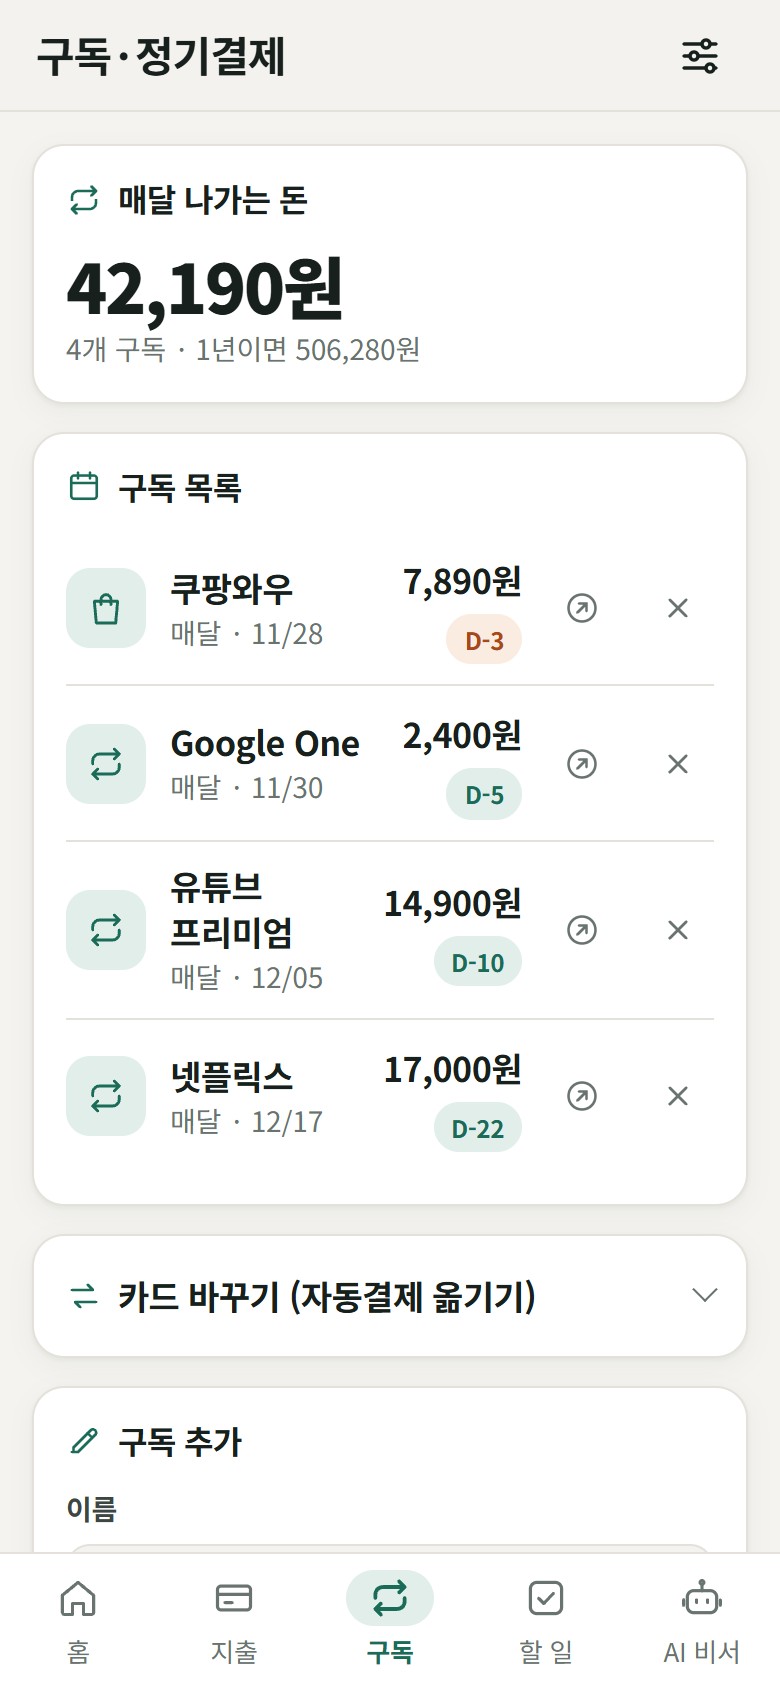 구독·정기결제
매달 나가는 돈
42,190원
4개 구독 · 1년이면 506,280원
구독 목록
쿠팡와우
7,890원
매달 · 11/28
D-3
Google One
2,400원
매달 · 11/30
D-5
유튜브
프리미엄
14,900원
매달 · 12/05
D-10
넷플릭스
17,000원
매달 · 12/17
D-22
카드 바꾸기 (자동결제 옮기기)
구독 추가
이름
홈
지출
구독
할 일
AI 비서